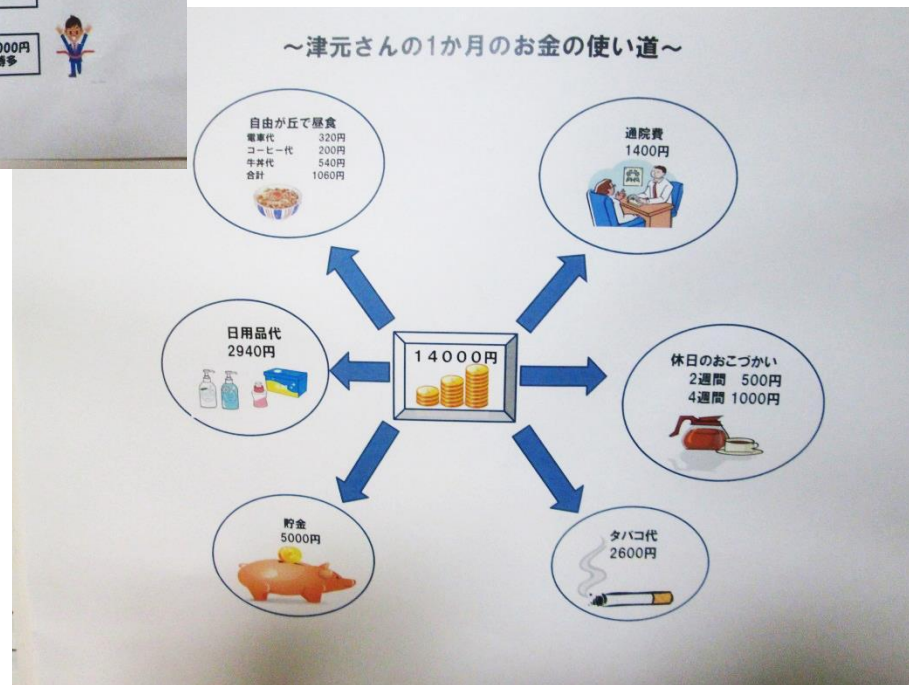 000円
博多
～津元さんの1か月のお金の使い道～
自由が丘で昼食
電車代 320円
コーヒー代 200円
牛丼代 540円
合計 1060円
通院費
1400円
日用品代
2940円
14000円
休日のおこづかい
2週間 500円
4週間 1000円
貯金
5000円
タバコ代
2600円